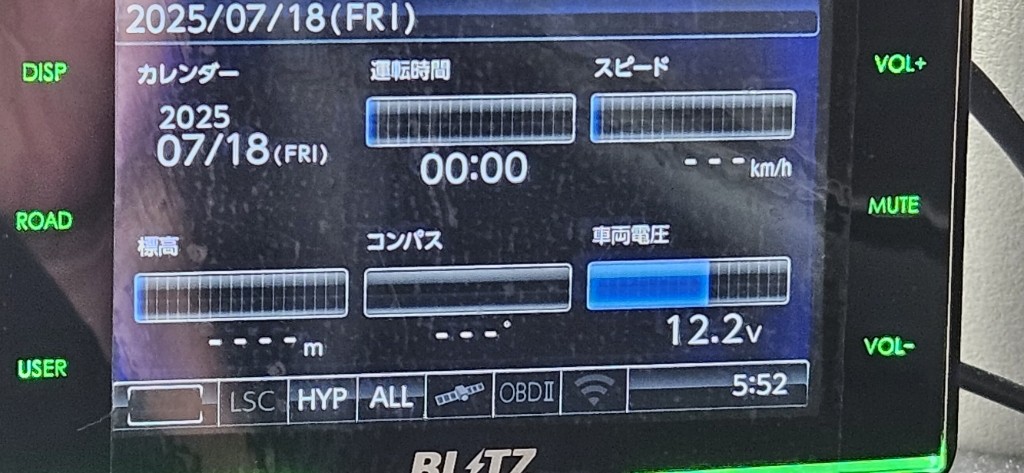 2025/07/18(FRI)
DISP
カレンダー
運転時間
スピード
VOL+
2025
07/18(FRI)
00:00
---km/h
ROAD
MUTE
標高
コンパス
車両電圧
----m
---°
12.2v
USER
VOL-
LSC
HYP
ALL
OBDⅡ
5:52
BLITZ